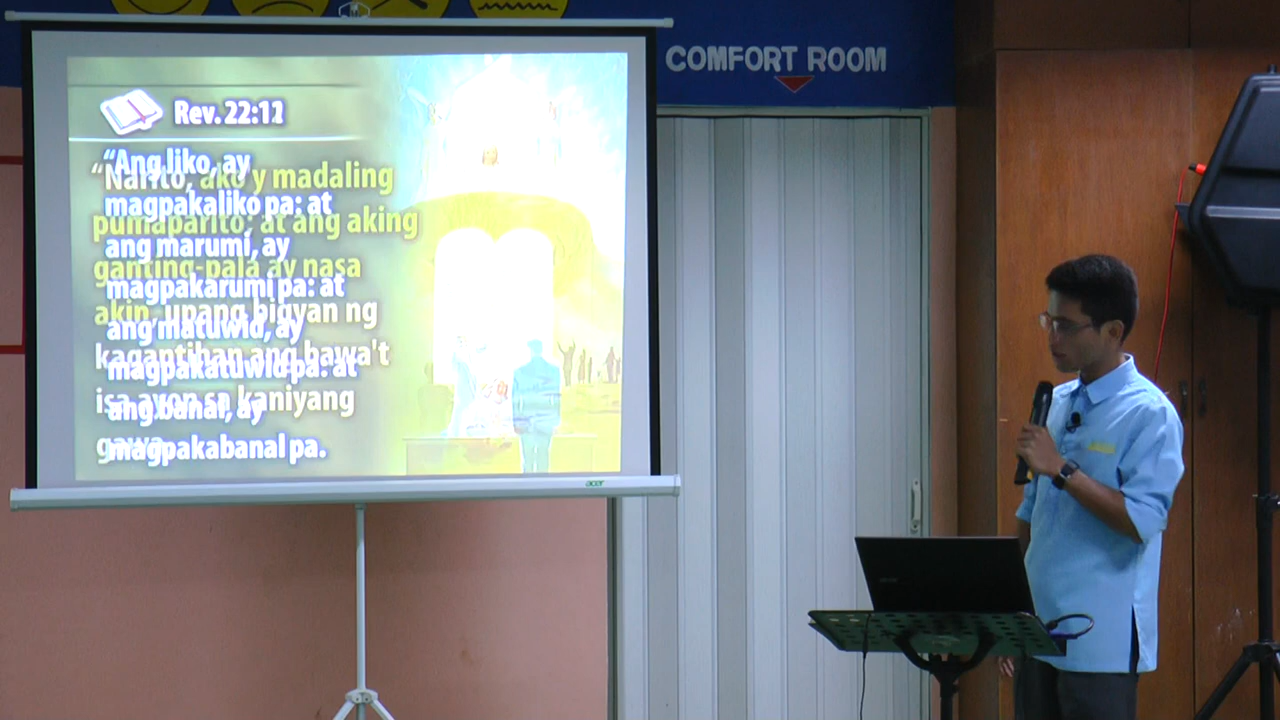 COMFORT ROOM
Rev. 22:12
“Ang liko, ay
magpakaliko pa: at
ang marumi, ay
magpakarumi pa: at
ang matuwid, ay
magpakatuwid pa: at
ang banal, ay
magpakabanal pa.
“Narito, ako'y madaling
pumaparito, at ang aking
ganting-pala ay nasa
akin, upang bigyan ng
kagantihan ang bawa't
isa ayon sa kaniyang
gawa.
acer